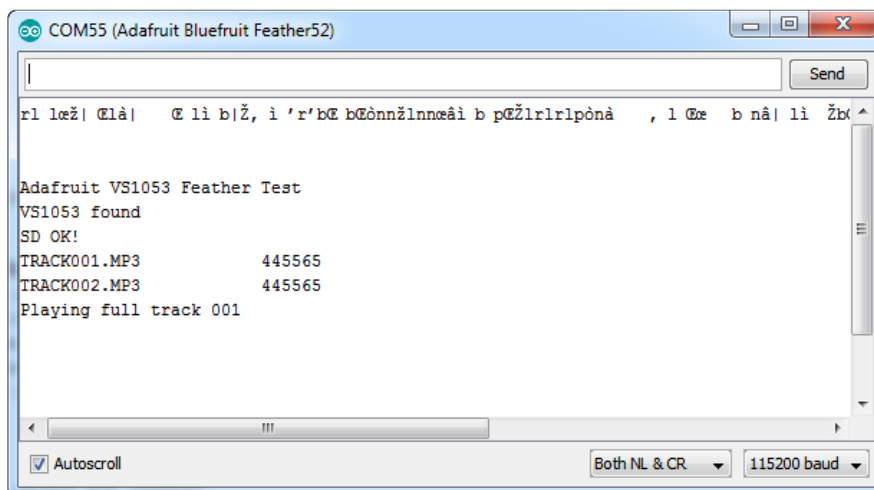 COM55 (Adafruit Bluefruit Feather52)
Send
Adafruit VS1053 Feather Test
VS1053 found
SD OK!
TRACK001.MP3 445565
TRACK002.MP3 445565
Playing full track 001
Autoscroll
Both NL & CR
115200 baud